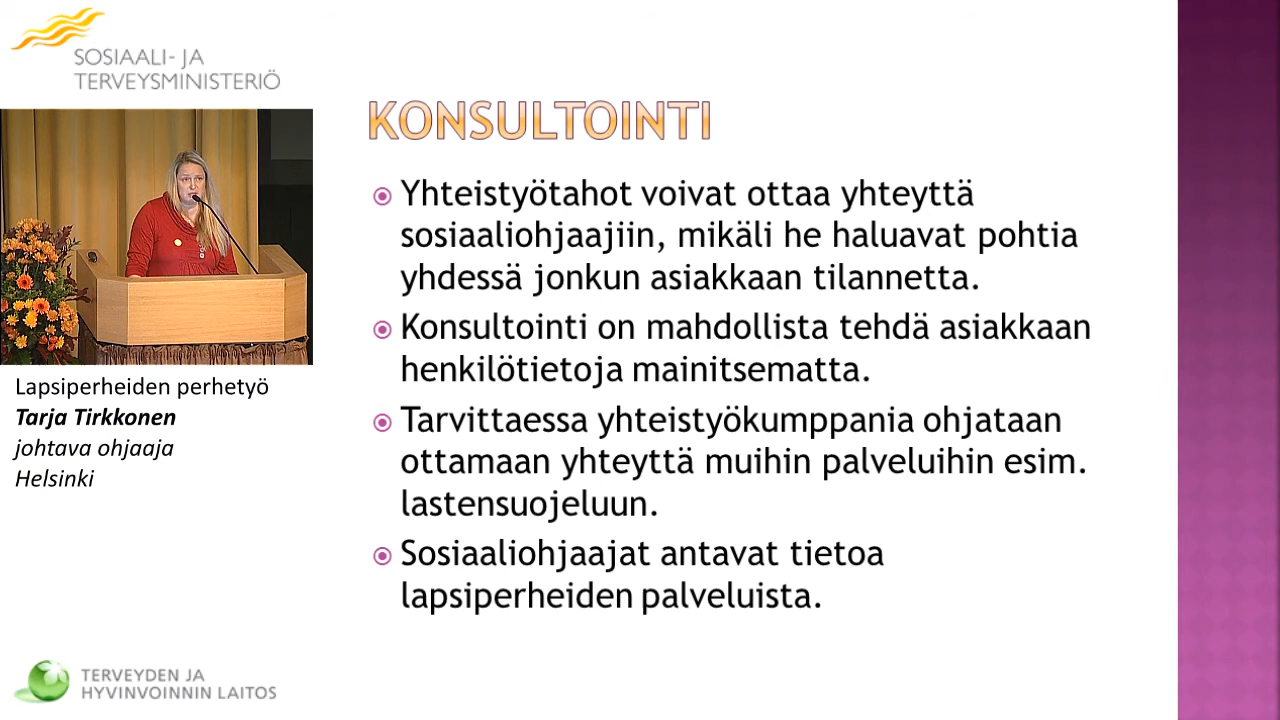 SOSIAALI- JA
TERVEYSMINISTERIÖ
Lapsiperheiden perhetyö
Tarja Tirkkonen
johtava ohjaaja
Helsinki
KONSULTOINTI
Yhteistyötahot voivat ottaa yhteyttä
sosiaaliohjaajiin, mikäli he haluavat pohtia
yhdessä jonkun asiakkaan tilannetta.
Konsultointi on mahdollista tehdä asiakkaan
henkilötietoja mainitsematta.
Tarvittaessa yhteistyökumppania ohjataan
ottamaan yhteyttä muihin palveluihin esim.
lastensuojeluun.
Sosiaaliohjaajat antavat tietoa
lapsiperheiden palveluista.
TERVEYDEN JA
HYVINVOINNIN LAITOS